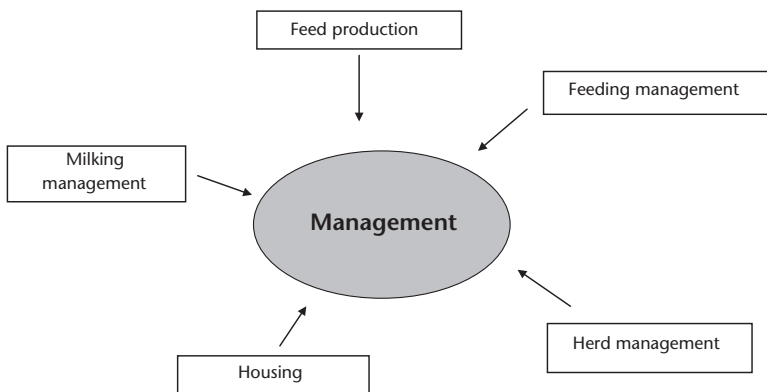 Feed production
Feeding management
Milking
management
Management
Herd management
Housing